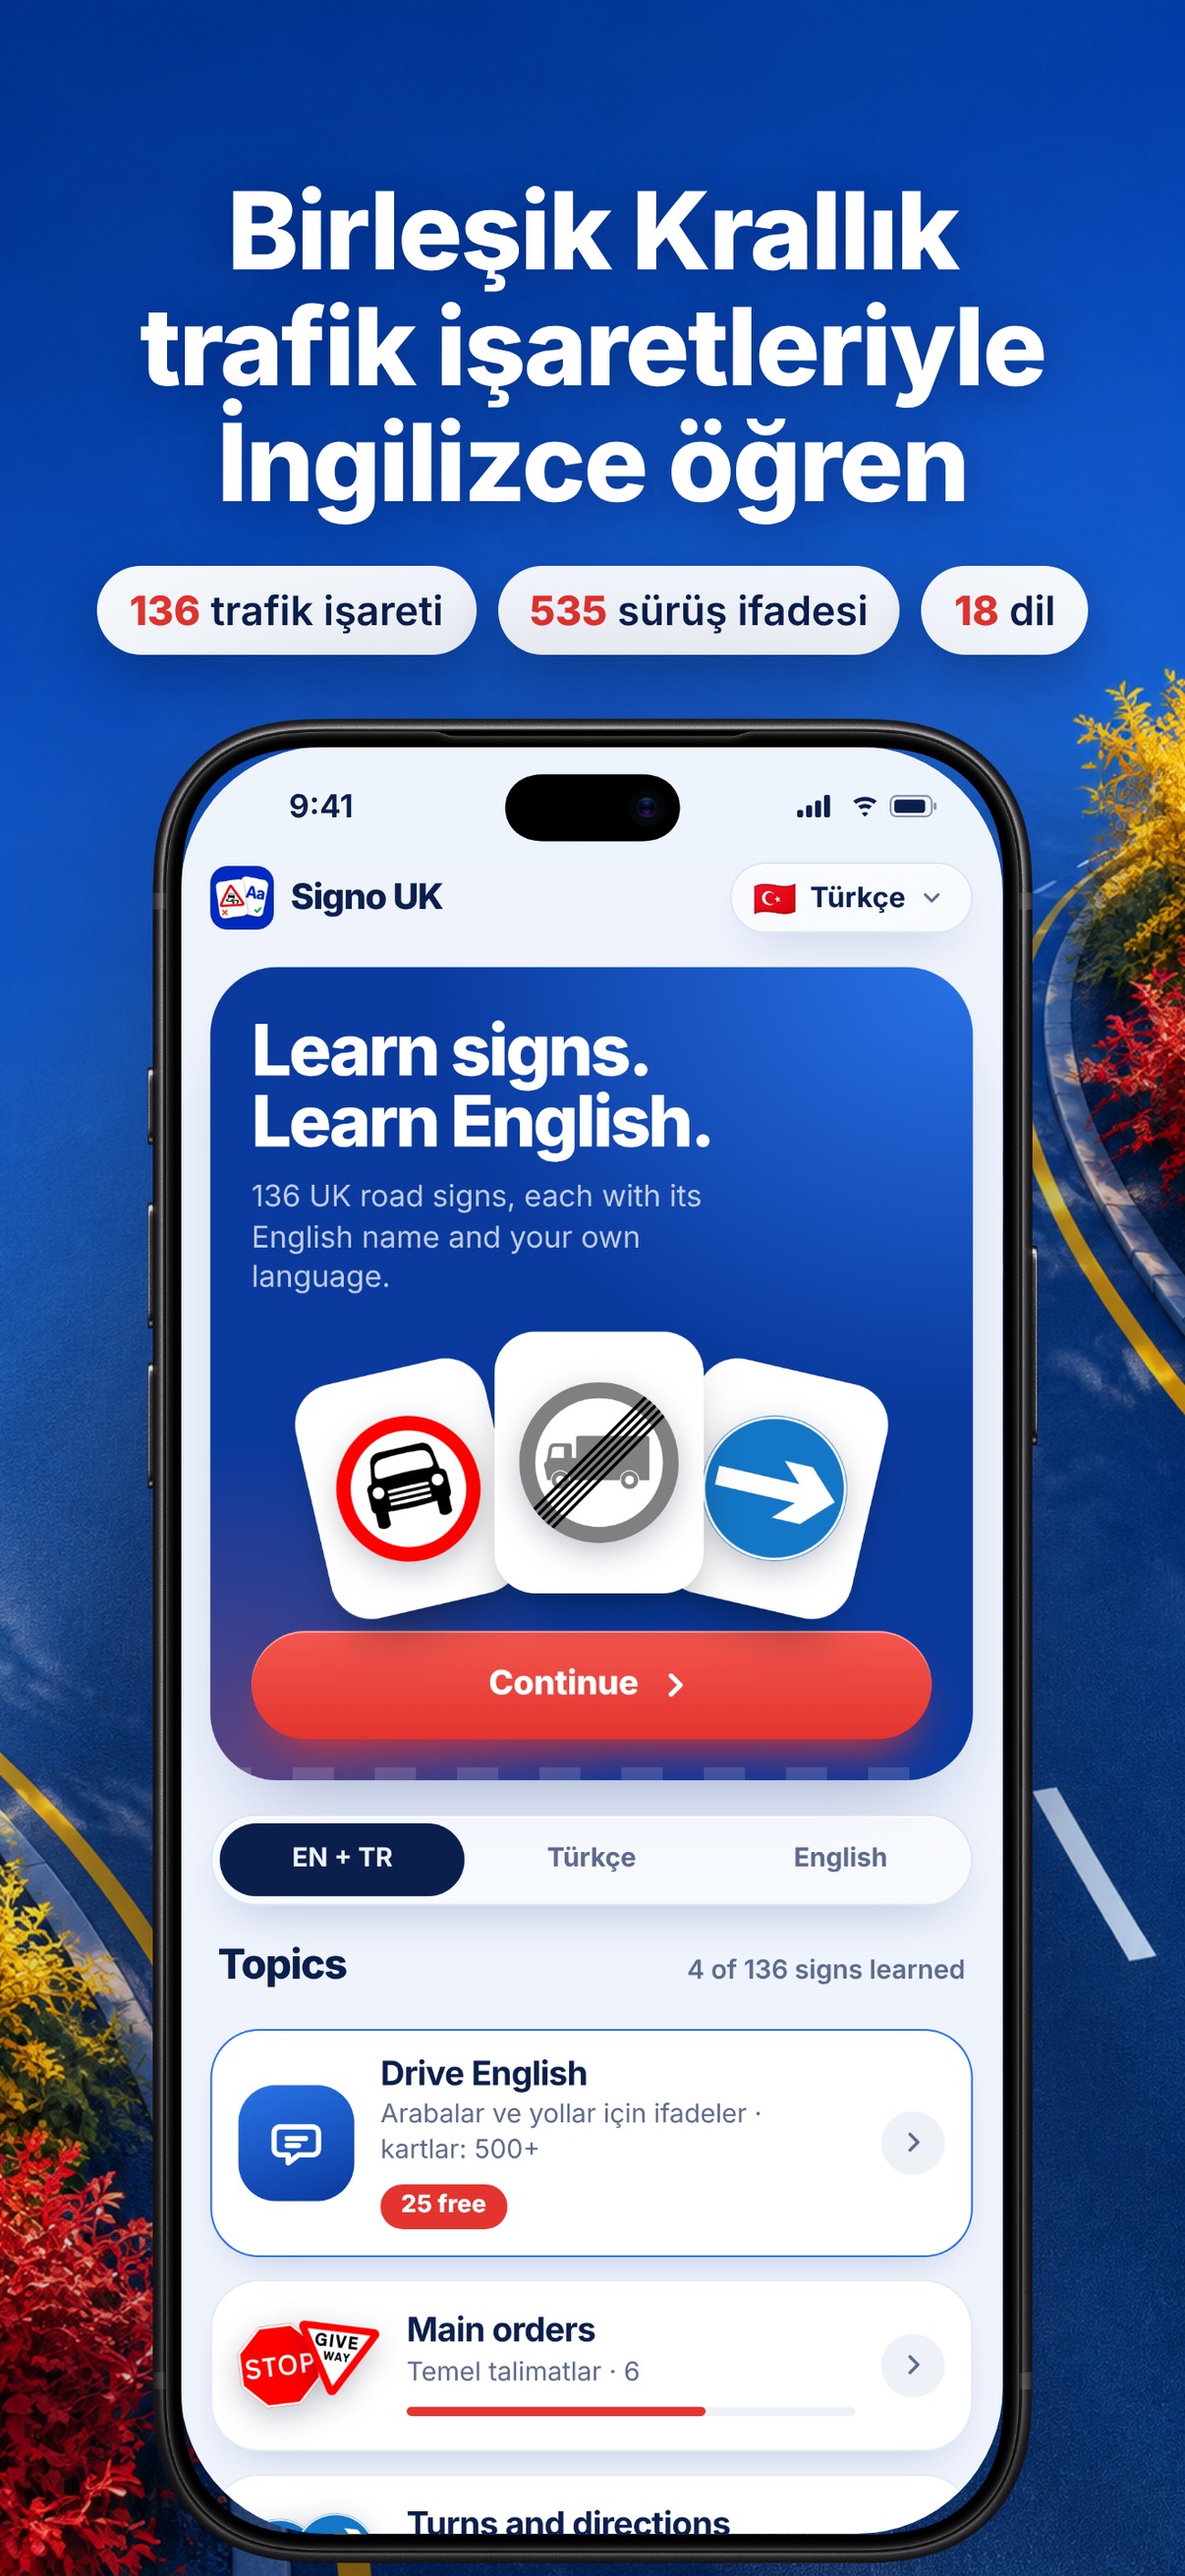 Birleşik Krallık
trafik işaretleriyle
İngilizce öğren
136 trafik işareti
535 sürüş ifadesi
18 dil
9:41
Aa
Signo UK
Türkçe
Learn signs.
Learn English.
136 UK road signs, each with its
English name and your own
language.
Continue
EN + TR
Türkçe
English
Topics
4 of 136 signs learned
Drive English
Arabalar ve yollar için ifadeler ·
kartlar: 500+
25 free
STOP
GIVE
WAY
Main orders
Temel talimatlar · 6
Turns and directions